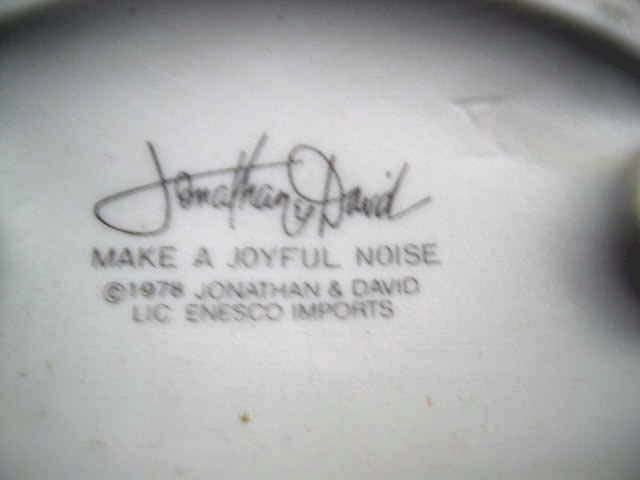 Jonathan & David
MAKE A JOYFUL NOISE
©1978 JONATHAN & DAVID
LIC ENESCO IMPORTS